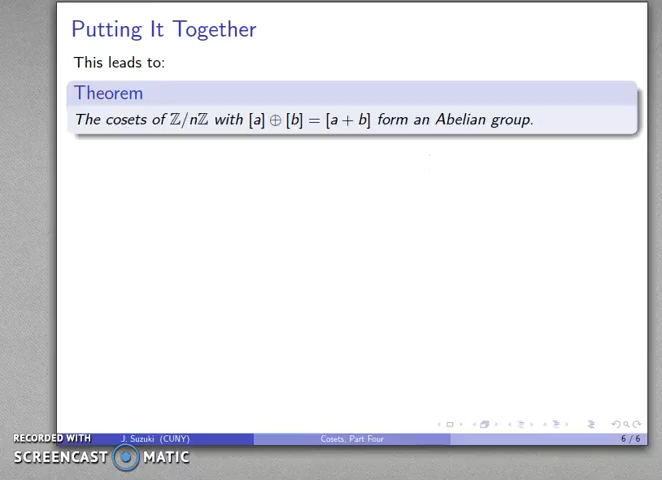 Putting It Together
This leads to:
Theorem
The cosets of ℤ/nℤ with [a] ⊕ [b] = [a + b] form an Abelian group.
RECORDED WITH
SCREENCAST MATIC
J. Suzuki (CUNY)
Cosets, Part Four
6 / 6